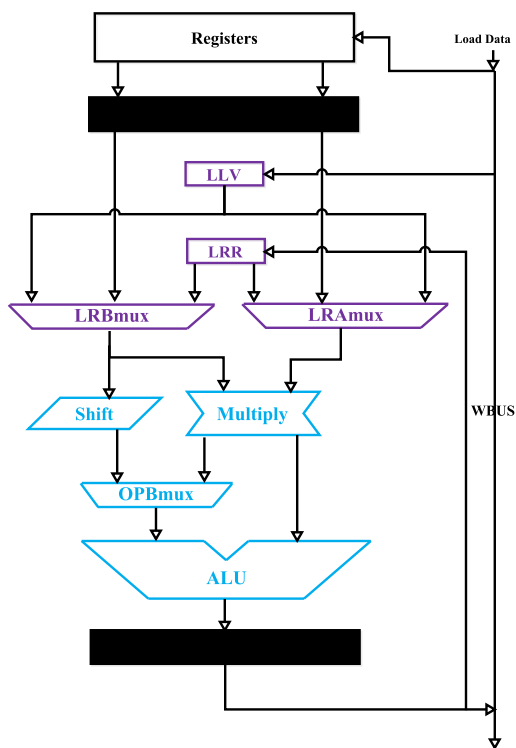 Registers
Load Data
LLV
LRR
LRBmux
LRAmux
Shift
Multiply
WBUS
OPBmux
ALU